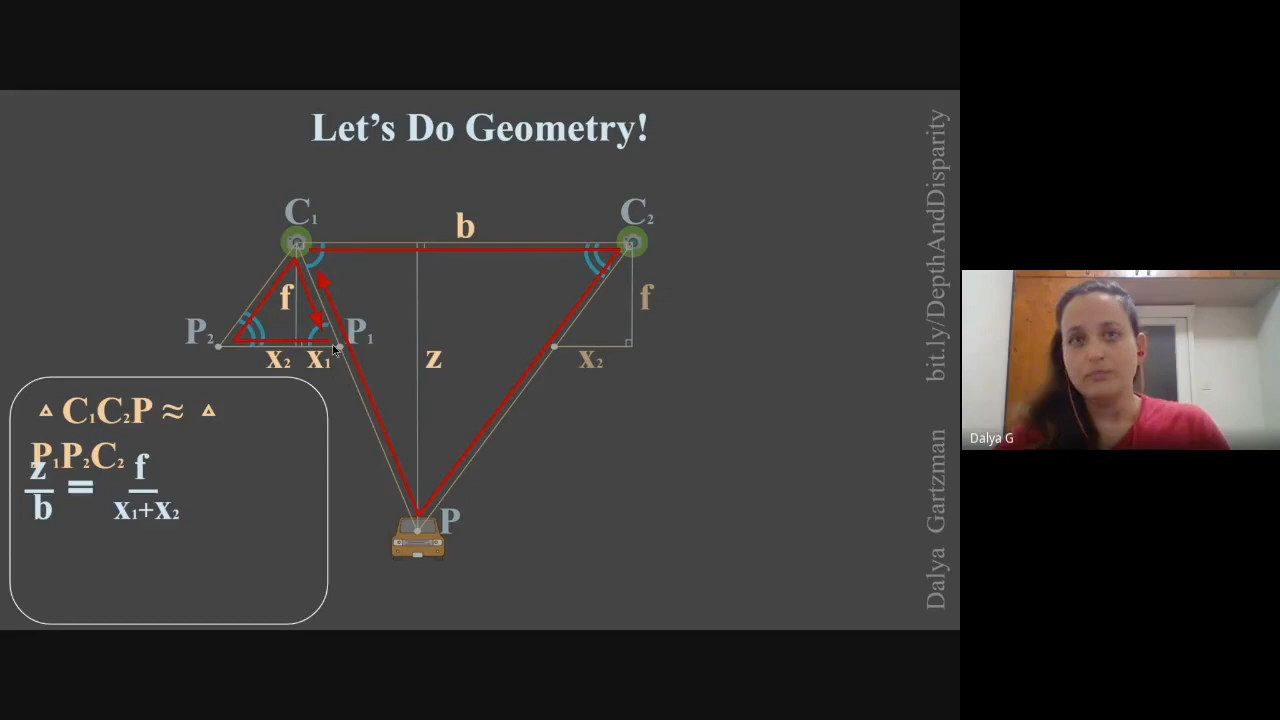 Let's Do Geometry!
C₁
b
C₂
f
f
P₂
P₁
x₂
x₁
z
x₂
P
▵ C₁C₂P ≈ ▵
P₁P₂C₂
z/b = f/x₁+x₂
Dalya Gartzman bit.ly/DepthAndDisparity
Dalya G